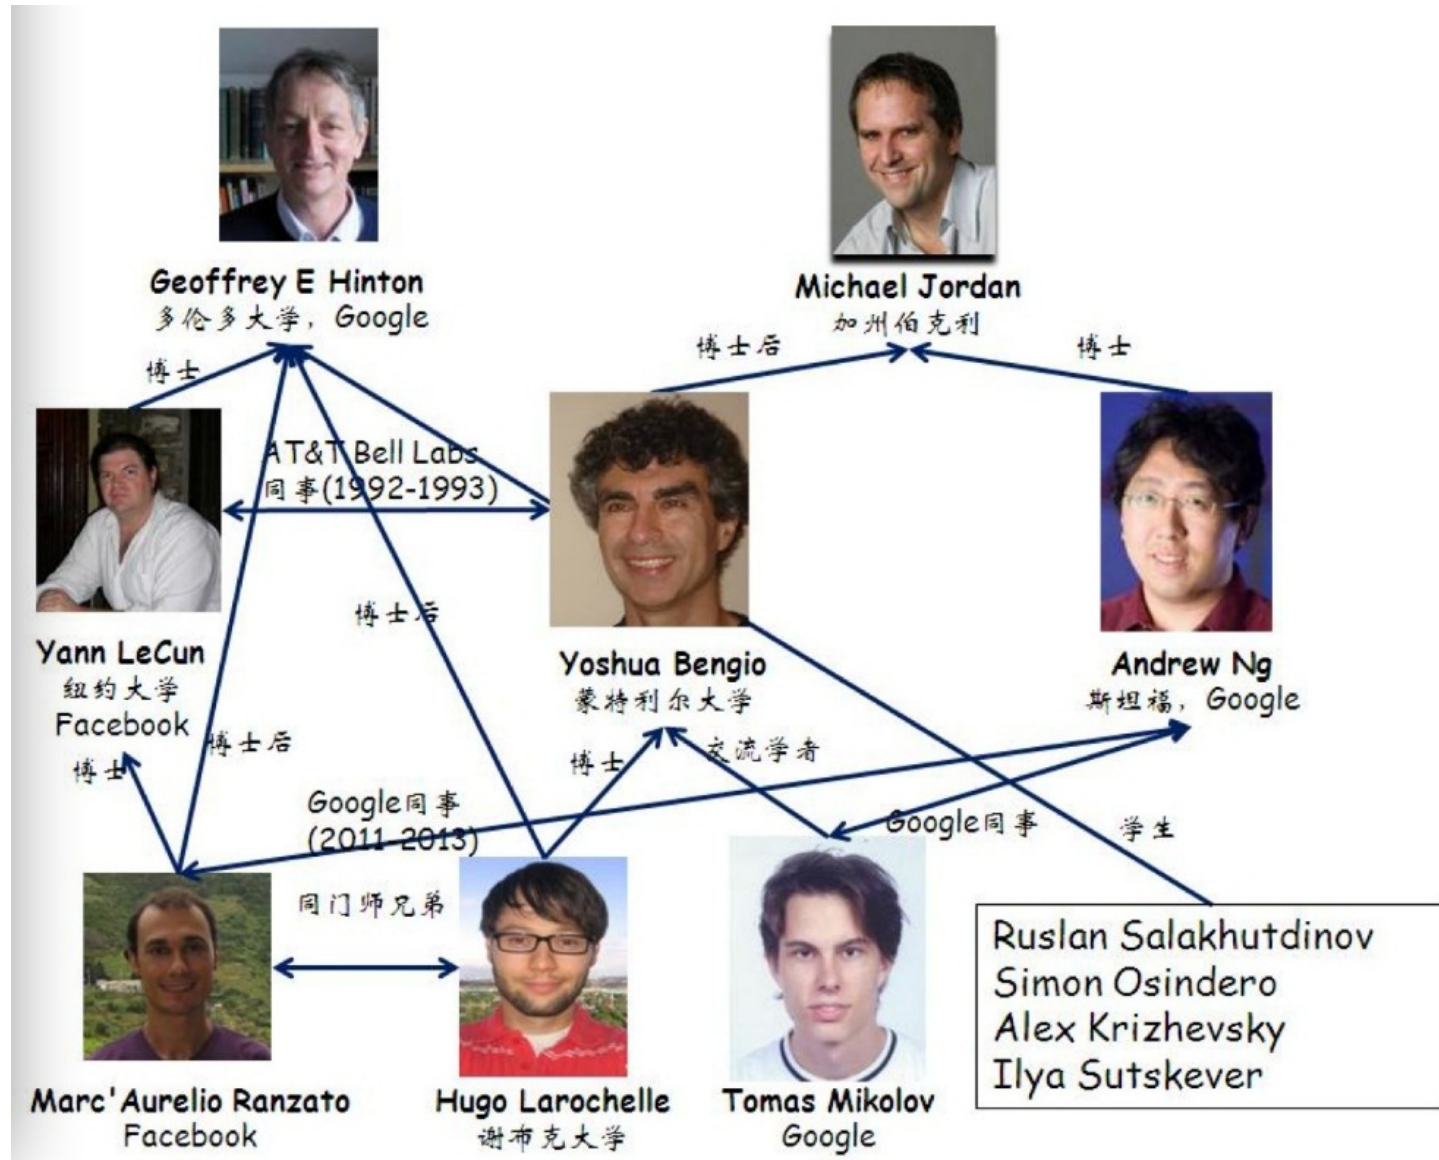 Geoffrey E Hinton
多伦多大学, Google
Michael Jordan
加州伯克利
博士
博士后
博士
AT&T Bell Labs
同事(1992-1993)
博士后
Yann LeCun
纽约大学
Facebook
Yoshua Bengio
蒙特利尔大学
Andrew Ng
斯坦福, Google
博士
博士后
博士
交流学者
Google同事
(2011-2013)
Google同事
学生
同门师兄弟
Ruslan Salakhutdinov
Simon Osindero
Alex Krizhevsky
Ilya Sutskever
Marc'Aurelio Ranzato
Facebook
Hugo Larochelle
谢布克大学
Tomas Mikolov
Google